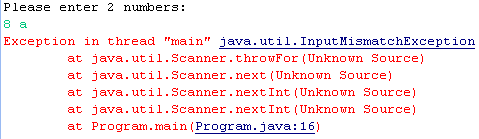 Please enter 2 numbers:
8 a
Exception in thread "main" java.util.InputMismatchException
at java.util.Scanner.throwFor(Unknown Source)
at java.util.Scanner.next(Unknown Source)
at java.util.Scanner.nextInt(Unknown Source)
at java.util.Scanner.nextInt(Unknown Source)
at Program.main(Program.java:16)